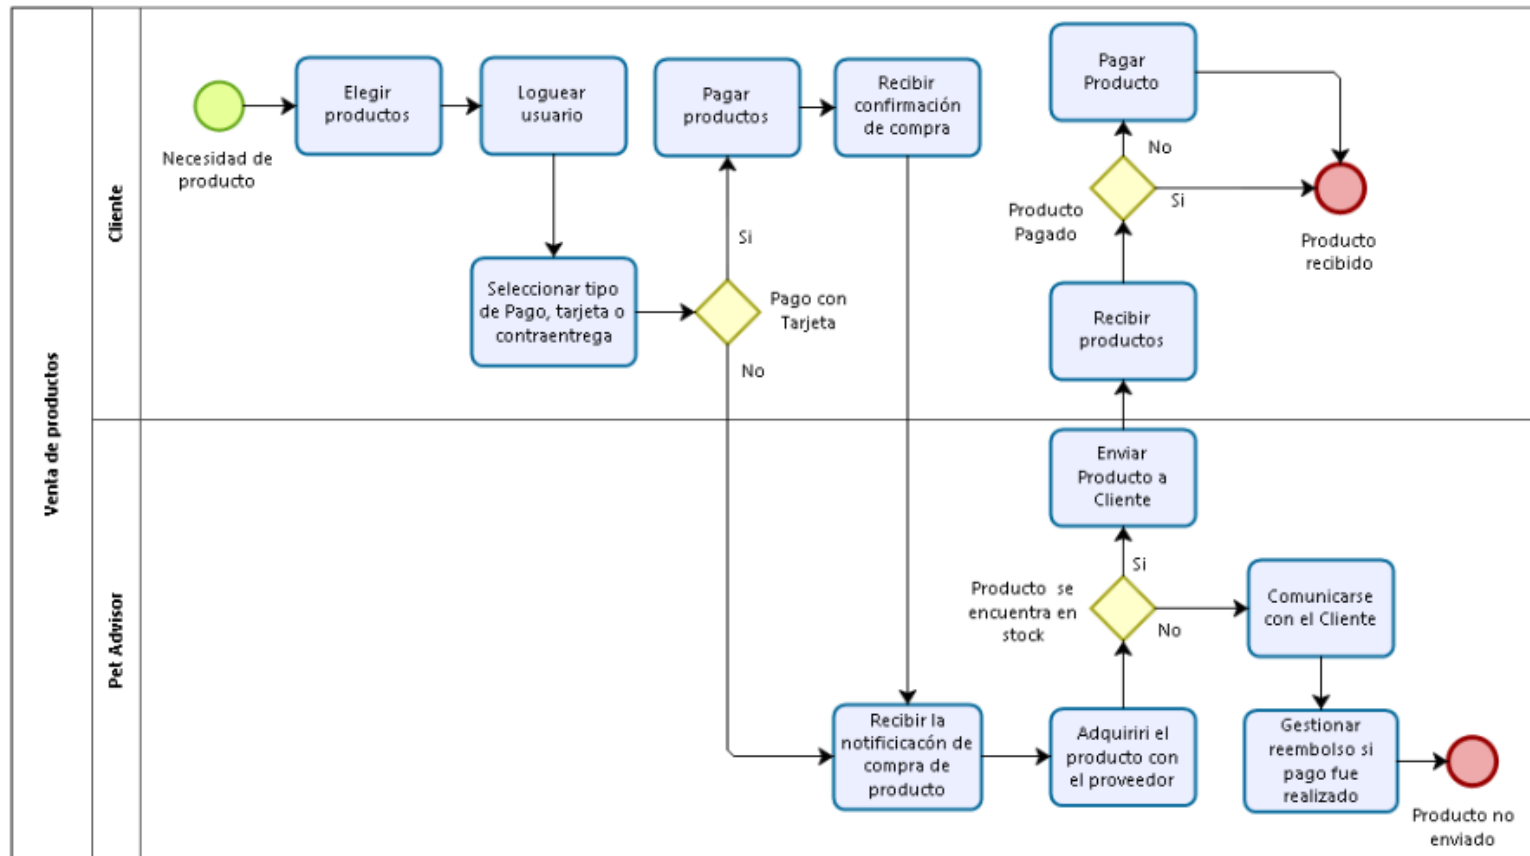 Venta de productos
Cliente
Necesidad de
producto
Elegir
productos
Loguear
usuario
Seleccionar tipo
de Pago, tarjeta o
contraentrega
Pago con
Tarjeta
Si
No
Pagar
productos
Recibir
confirmación
de compra
Pet Advisor
Recibir la
notificicacón de
compra de
producto
Adquiriri el
producto con
el proveedor
Producto se
encuentra en
stock
Si
No
Enviar
Producto a
Cliente
Recibir
productos
Producto
Pagado
No
Si
Pagar
Producto
Producto
recibido
Comunicarse
con el Cliente
Gestionar
reembolso si
pago fue
realizado
Producto no
enviado